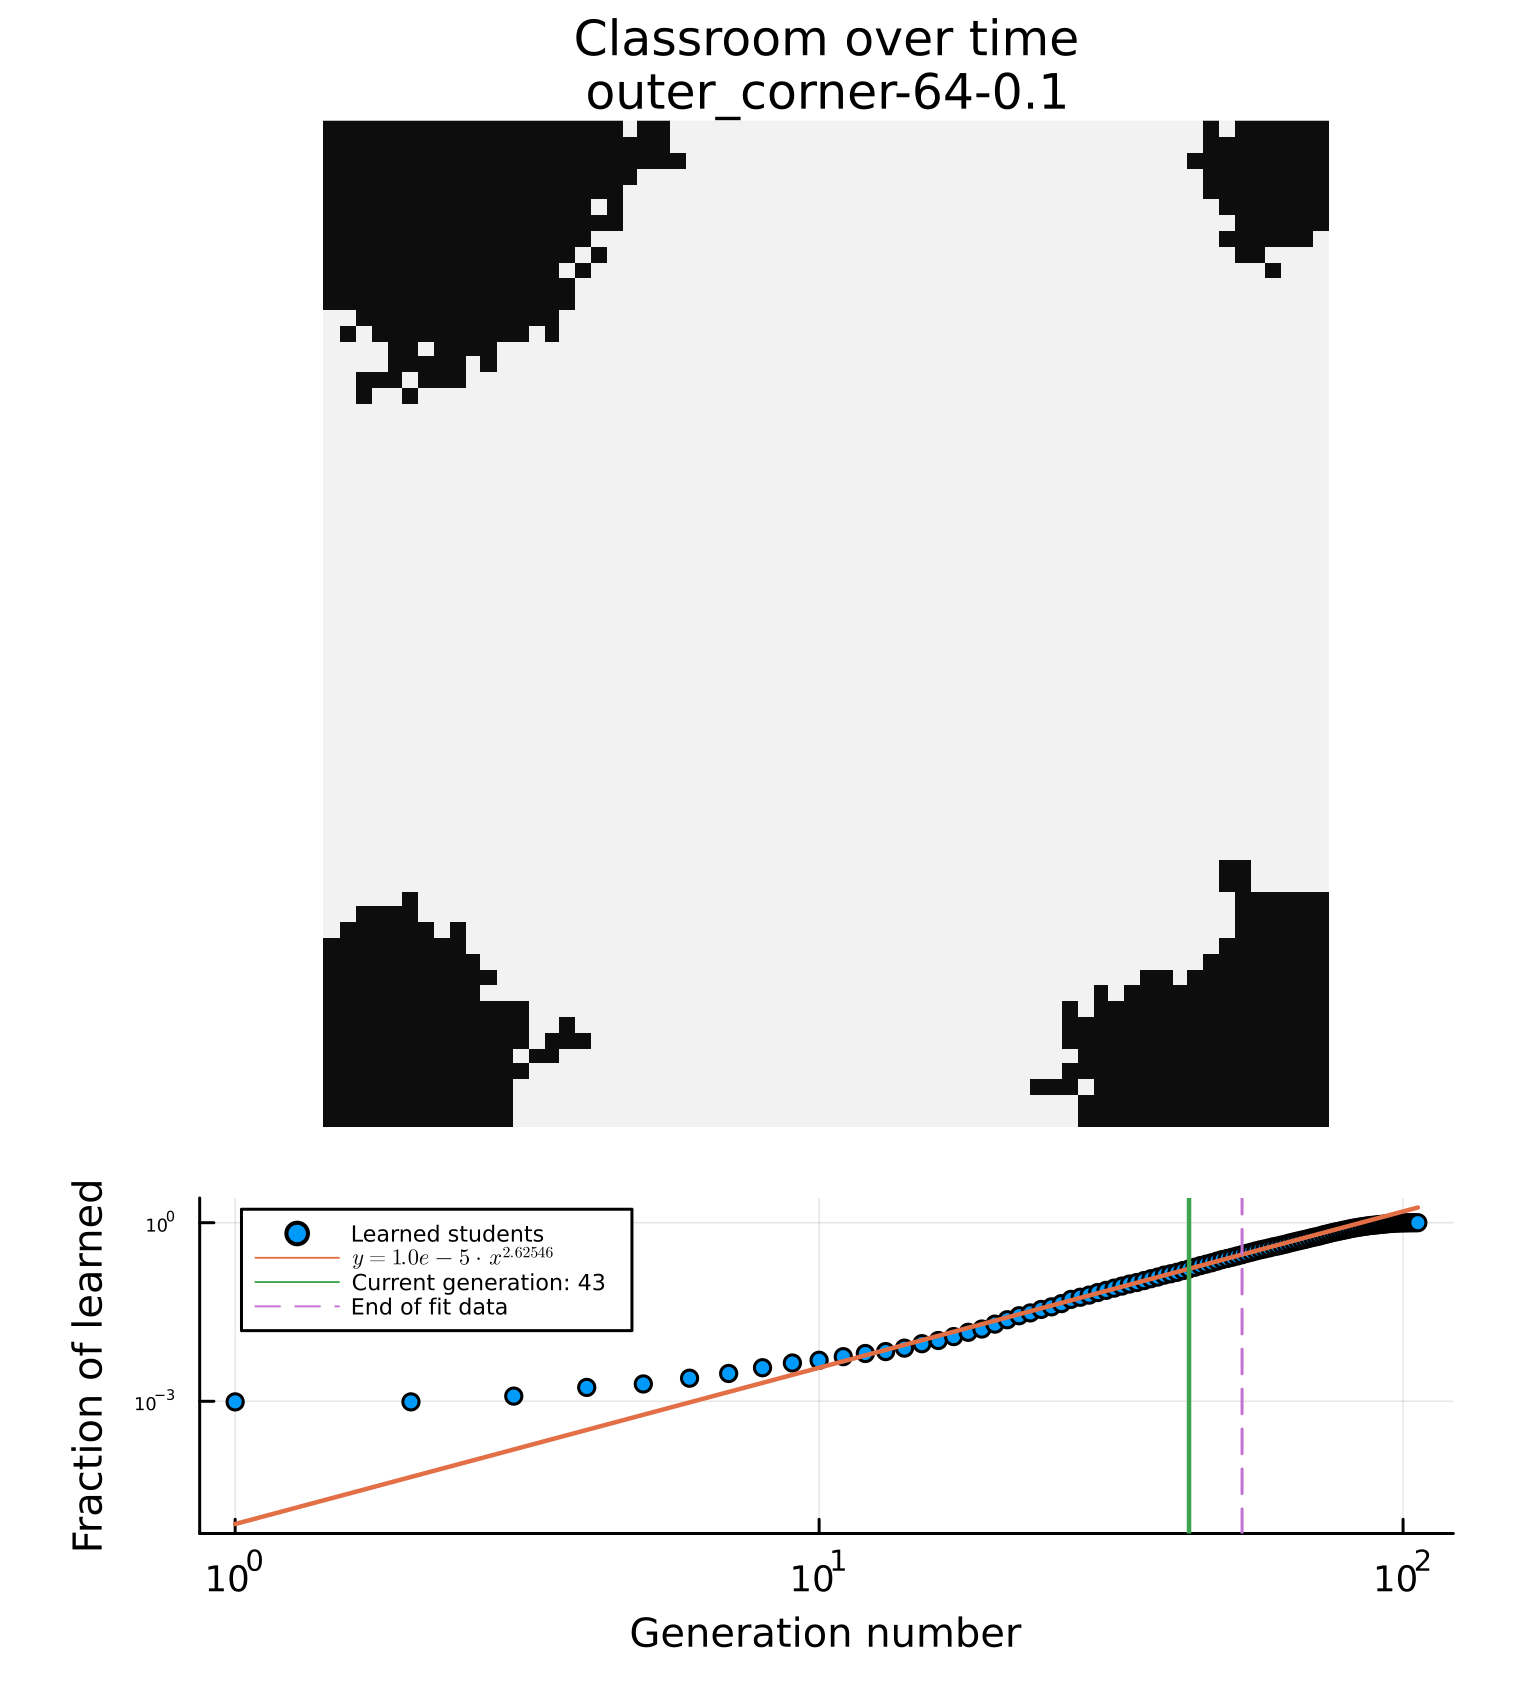 Classroom over time
outer_corner-64-0.1
Fraction of learned
10^0
10^-3
Learned students
y = 1.0e − 5 · x^2.62546
Current generation: 43
End of fit data
10^0 10^1 10^2
Generation number